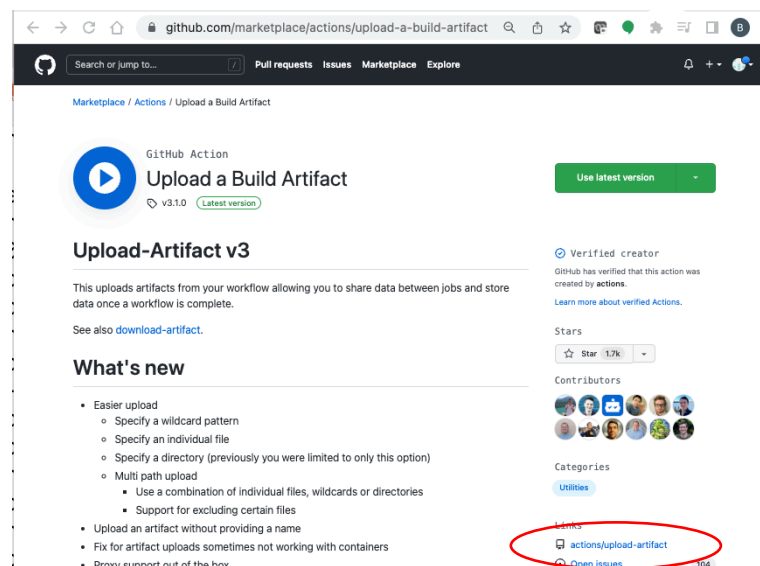 github.com/marketplace/actions/upload-a-build-artifact
B
Search or jump to...
/
Pull requests Issues Marketplace Explore
Marketplace / Actions / Upload a Build Artifact
GitHub Action
Upload a Build Artifact
v3.1.0 Latest version
Use latest version
Upload-Artifact v3
This uploads artifacts from your workflow allowing you to share data between jobs and store
data once a workflow is complete.
See also download-artifact.
What's new
• Easier upload
Specify a wildcard pattern
Specify an individual file
Specify a directory (previously you were limited to only this option)
Multi path upload
Use a combination of individual files, wildcards or directories
Support for excluding certain files
• Upload an artifact without providing a name
• Fix for artifact uploads sometimes not working with containers
• Proxy support out of the box
Verified creator
GitHub has verified that this action was
created by actions.
Learn more about verified Actions.
Stars
Star 1.7k
Contributors
Categories
Utilities
Links
actions/upload-artifact
Open issues 104